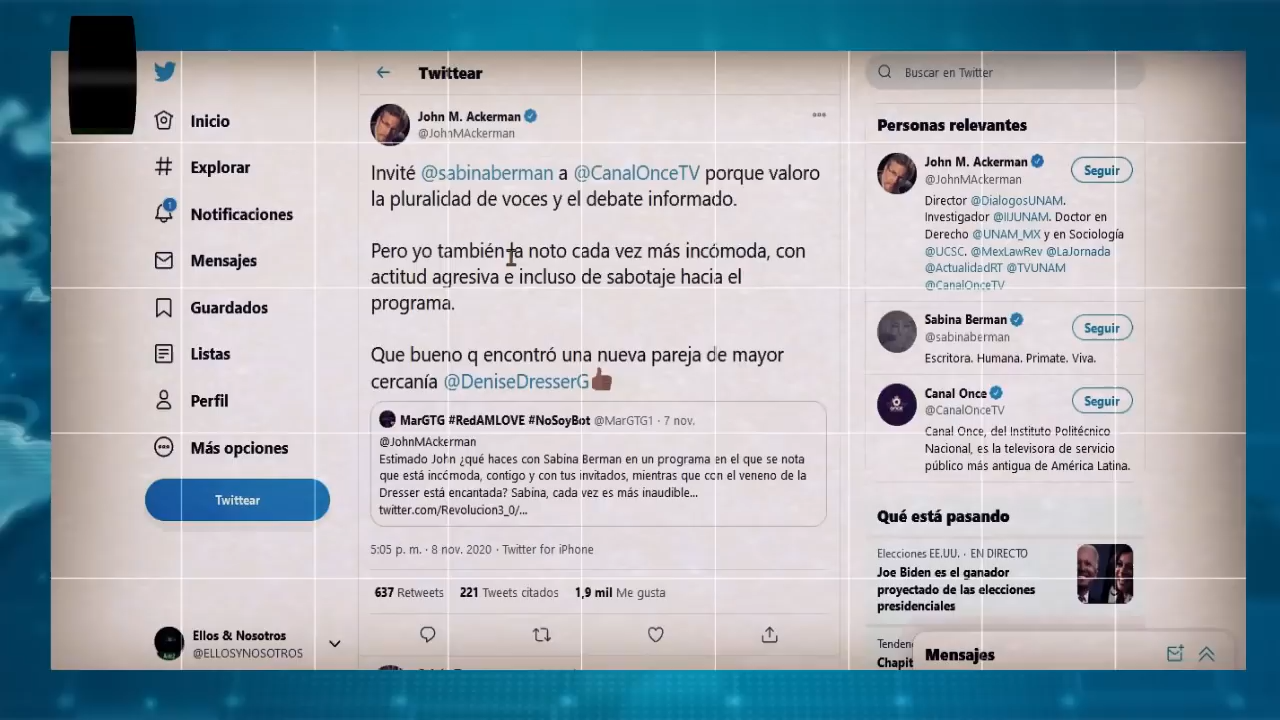 Inicio
Explorar
1
Notificaciones
Mensajes
Guardados
Listas
Perfil
Más opciones
Twittear
Ellos & Nosotros
@ELLOSYNOSOTROS
Twittear
John M. Ackerman
@JohnMAckerman
Invité @sabinaberman a @CanalOnceTV porque valoro
la pluralidad de voces y el debate informado.
Pero yo también la noto cada vez más incómoda, con
actitud agresiva e incluso de sabotaje hacia el
programa.
Que bueno q encontró una nueva pareja de mayor
cercanía @DeniseDresserG
MarGTG #RedAMLOVE #NoSoyBot @MarGTG1 · 7 nov.
@JohnMAckerman
Estimado John ¿qué haces con Sabina Berman en un programa en el que se nota
que está incómoda, contigo y con tus invitados, mientras que con el veneno de la
Dresser está encantada? Sabina, cada vez es más inaudible...
twitter.com/Revolucion3_0/...
5:05 p. m. · 8 nov. 2020 · Twitter for iPhone
637 Retweets 221 Tweets citados 1,9 mil Me gusta
Buscar en Twitter
Personas relevantes
John M. Ackerman
@JohnMAckerman
Seguir
Director @DialogosUNAM.
Investigador @IIJUNAM. Doctor en
Derecho @UNAM_MX y en Sociología
@UCSC. @MexLawRev @LaJornada
@ActualidadRT @TVUNAM
@CanalOnceTV
Sabina Berman
@sabinaberman
Seguir
Escritora. Humana. Primate. Viva.
Canal Once
@CanalOnceTV
Seguir
Canal Once, del Instituto Politécnico
Nacional, es la televisora de servicio
público más antigua de América Latina.
Qué está pasando
Elecciones EE.UU. · EN DIRECTO
Joe Biden es el ganador
proyectado de las elecciones
presidenciales
Tenden
Chapit
Mensajes